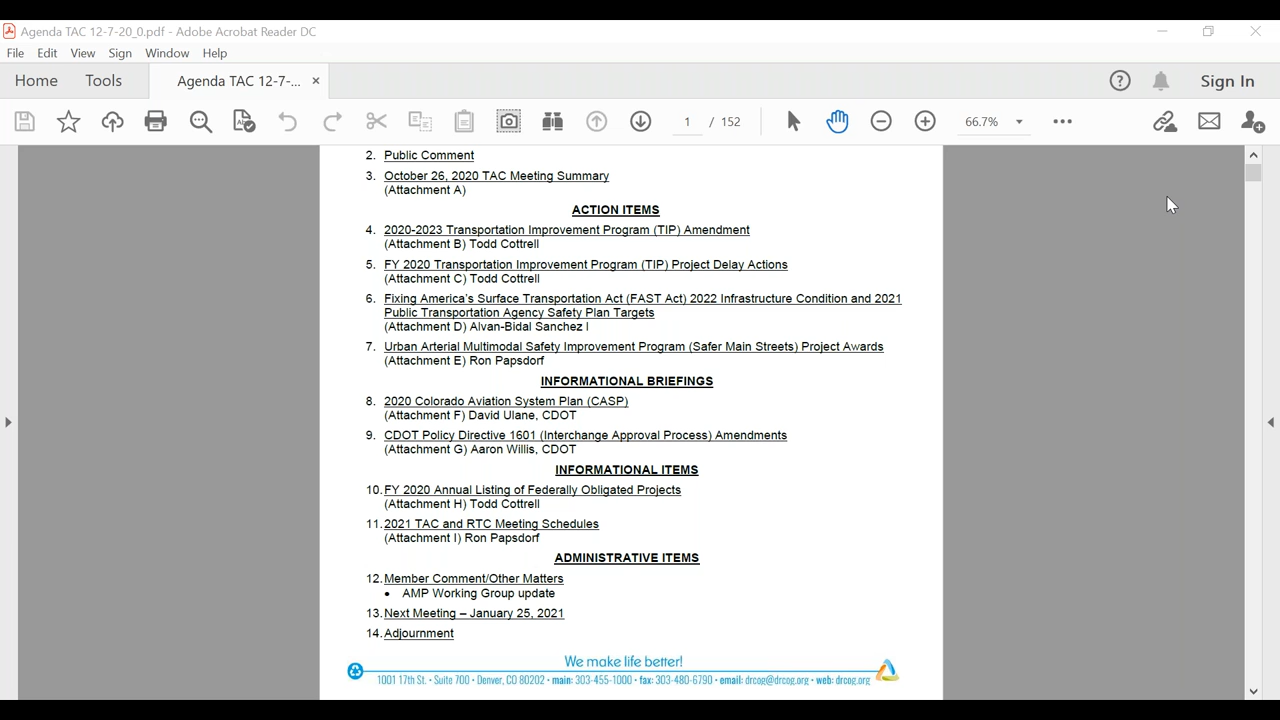 Agenda TAC 12-7-20_0.pdf - Adobe Acrobat Reader DC
File Edit View Sign Window Help
Home Tools Agenda TAC 12-7-... × Sign In
1 / 152 66.7%
2. Public Comment
3. October 26, 2020 TAC Meeting Summary
(Attachment A)
ACTION ITEMS
4. 2020-2023 Transportation Improvement Program (TIP) Amendment
(Attachment B) Todd Cottrell
5. FY 2020 Transportation Improvement Program (TIP) Project Delay Actions
(Attachment C) Todd Cottrell
6. Fixing America's Surface Transportation Act (FAST Act) 2022 Infrastructure Condition and 2021
Public Transportation Agency Safety Plan Targets
(Attachment D) Alvan-Bidal Sanchez I
7. Urban Arterial Multimodal Safety Improvement Program (Safer Main Streets) Project Awards
(Attachment E) Ron Papsdorf
INFORMATIONAL BRIEFINGS
8. 2020 Colorado Aviation System Plan (CASP)
(Attachment F) David Ulane, CDOT
9. CDOT Policy Directive 1601 (Interchange Approval Process) Amendments
(Attachment G) Aaron Willis, CDOT
INFORMATIONAL ITEMS
10. FY 2020 Annual Listing of Federally Obligated Projects
(Attachment H) Todd Cottrell
11. 2021 TAC and RTC Meeting Schedules
(Attachment I) Ron Papsdorf
ADMINISTRATIVE ITEMS
12. Member Comment/Other Matters
• AMP Working Group update
13. Next Meeting – January 25, 2021
14. Adjournment
We make life better!
1001 17th St. • Suite 700 • Denver, CO 80202 • main: 303-455-1000 • fax: 303-480-6790 • email: drcog@drcog.org • web: drcog.org